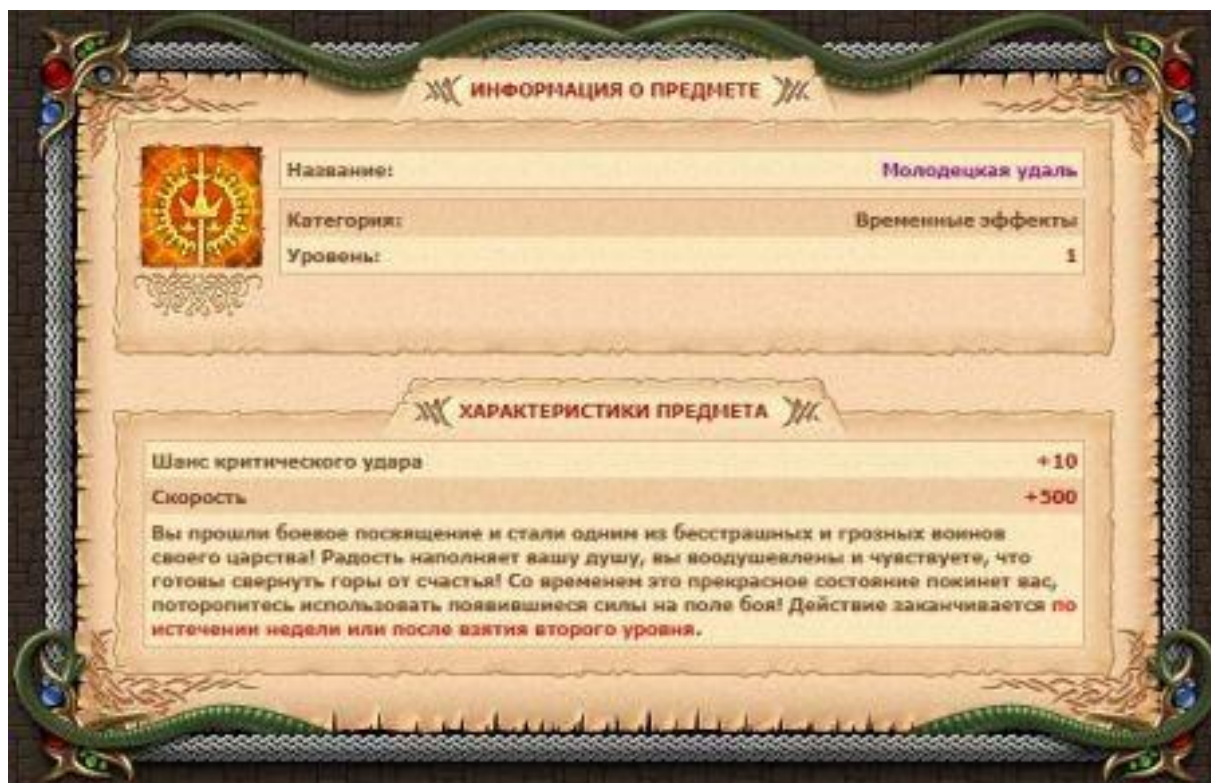 ИНФОРМАЦИЯ О ПРЕДМЕТЕ
Название: Молодецкая удаль
Категория: Временные эффекты
Уровень: 1
ХАРАКТЕРИСТИКИ ПРЕДМЕТА
Шанс критического удара +10
Скорость +500
Вы прошли боевое посвящение и стали одним из бесстрашных и грозных воинов
своего царства! Радость наполняет вашу душу, вы воодушевлены и чувствуете, что
готовы свернуть горы от счастья! Со временем это прекрасное состояние покинет вас,
поторопитесь использовать появившиеся силы на поле боя! Действие заканчивается по
истечении недели или после взятия второго уровня.